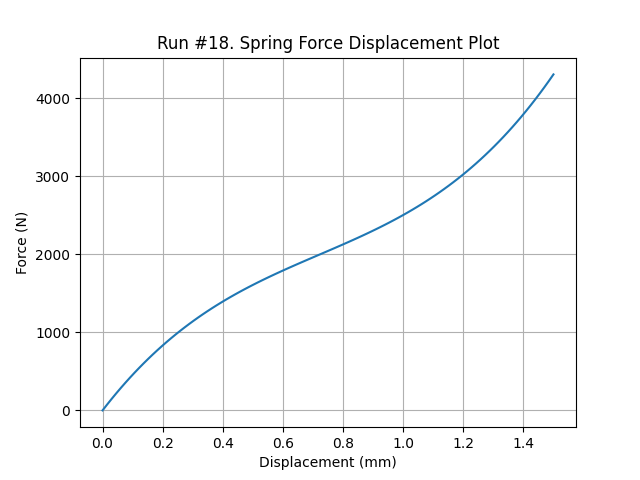 Run #18. Spring Force Displacement Plot
4000
3000
2000
1000
0
Force (N)
0.0 0.2 0.4 0.6 0.8 1.0 1.2 1.4
Displacement (mm)